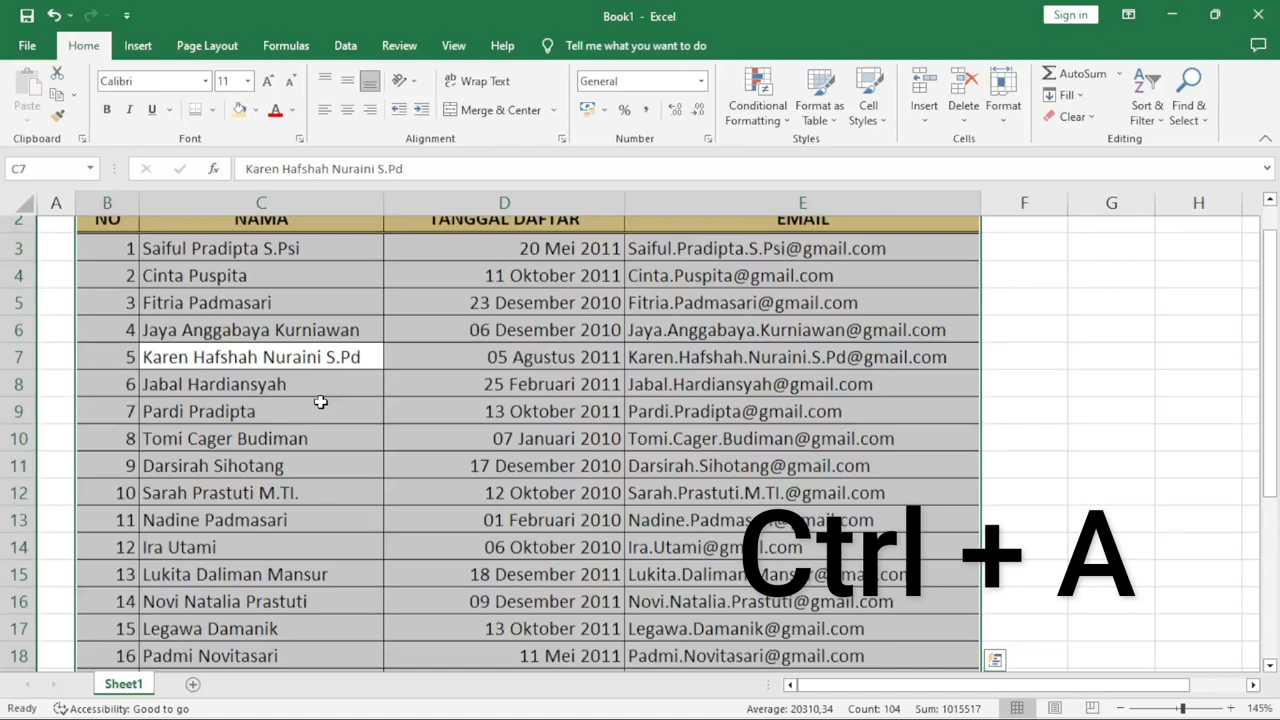 Book1 - Excel
Sign in
File Home Insert Page Layout Formulas Data Review View Help Tell me what you want to do
Paste
Clipboard
Calibri 11
B I U A
Font
Wrap Text
Merge & Center
Alignment
General
Number
Conditional Formatting
Format as Table
Cell Styles
Styles
Insert Delete Format
Cells
AutoSum
Fill
Clear
Sort & Filter
Find & Select
Editing
C7 fx Karen Hafshah Nuraini S.Pd
A B C D E F G H
2 NO NAMA TANGGAL DAFTAR EMAIL
3 1 Saiful Pradipta S.Psi 20 Mei 2011 Saiful.Pradipta.S.Psi@gmail.com
4 2 Cinta Puspita 11 Oktober 2011 Cinta.Puspita@gmail.com
5 3 Fitria Padmasari 23 Desember 2010 Fitria.Padmasari@gmail.com
6 4 Jaya Anggabaya Kurniawan 06 Desember 2010 Jaya.Anggabaya.Kurniawan@gmail.com
7 5 Karen Hafshah Nuraini S.Pd 05 Agustus 2011 Karen.Hafshah.Nuraini.S.Pd@gmail.com
8 6 Jabal Hardiansyah 25 Februari 2011 Jabal.Hardiansyah@gmail.com
9 7 Pardi Pradipta 13 Oktober 2011 Pardi.Pradipta@gmail.com
10 8 Tomi Cager Budiman 07 Januari 2010 Tomi.Cager.Budiman@gmail.com
11 9 Darsirah Sihotang 17 Desember 2010 Darsirah.Sihotang@gmail.com
12 10 Sarah Prastuti M.TI. 12 Oktober 2010 Sarah.Prastuti.M.TI.@gmail.com
13 11 Nadine Padmasari 01 Februari 2010 Nadine.Padmasari@gmail.com
14 12 Ira Utami 06 Oktober 2010 Ira.Utami@gmail.com
15 13 Lukita Daliman Mansur 18 Desember 2011 Lukita.Daliman.Mansur@gmail.com
16 14 Novi Natalia Prastuti 09 Desember 2011 Novi.Natalia.Prastuti@gmail.com
17 15 Legawa Damanik 13 Oktober 2011 Legawa.Damanik@gmail.com
18 16 Padmi Novitasari 11 Mei 2011 Padmi.Novitasari@gmail.com
Ctrl + A
Sheet1
Ready Accessibility: Good to go Average: 20310,34 Count: 104 Sum: 1015517 145%